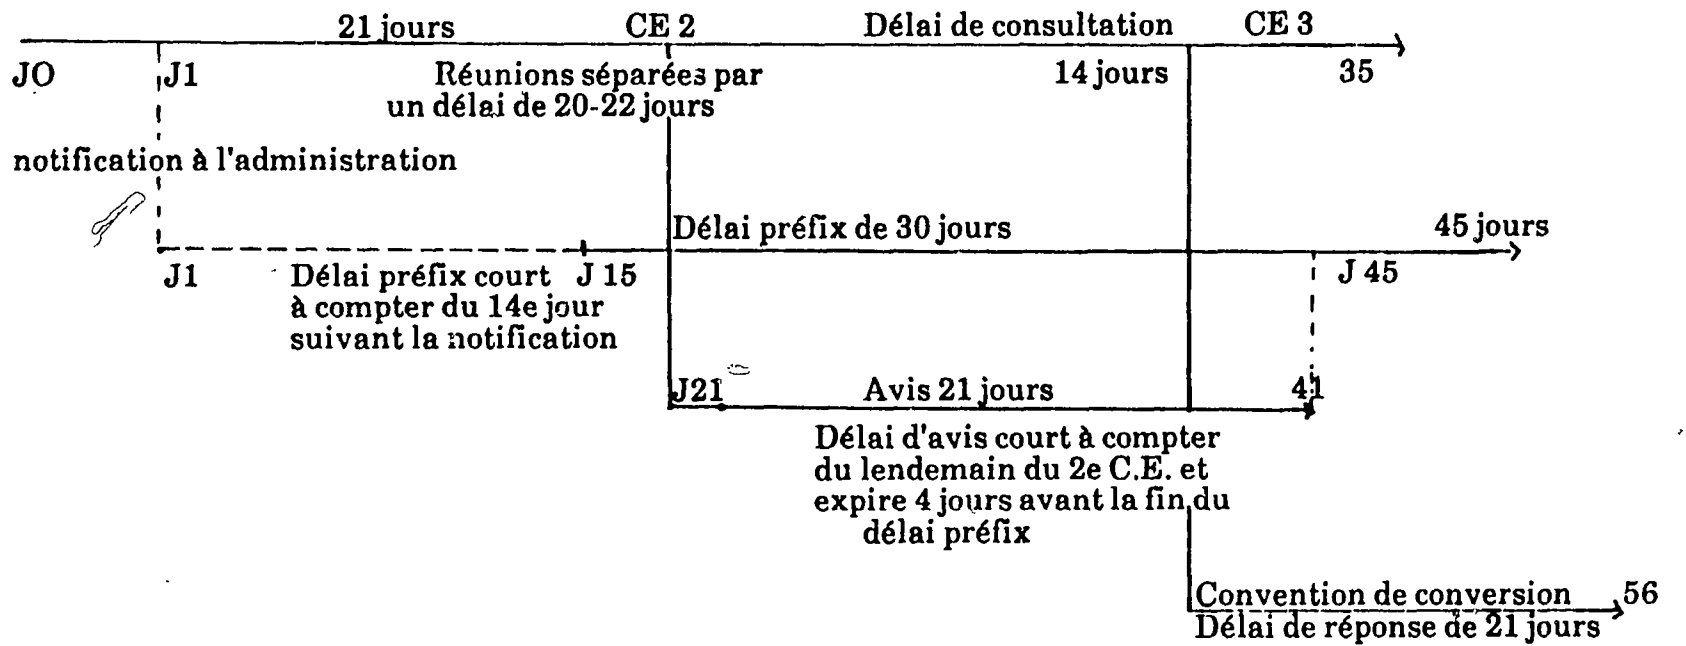 21 jours CE 2 Délai de consultation CE 3
JO J1 Réunions séparées par 14 jours 35
un délai de 20-22 jours
notification à l'administration
Délai préfix de 30 jours 45 jours
J1 Délai préfix court J 15 J 45
à compter du 14e jour
suivant la notification
J21 Avis 21 jours 41
Délai d'avis court à compter
du lendemain du 2e C.E. et
expire 4 jours avant la fin du
délai préfix
Convention de conversion 56
Délai de réponse de 21 jours